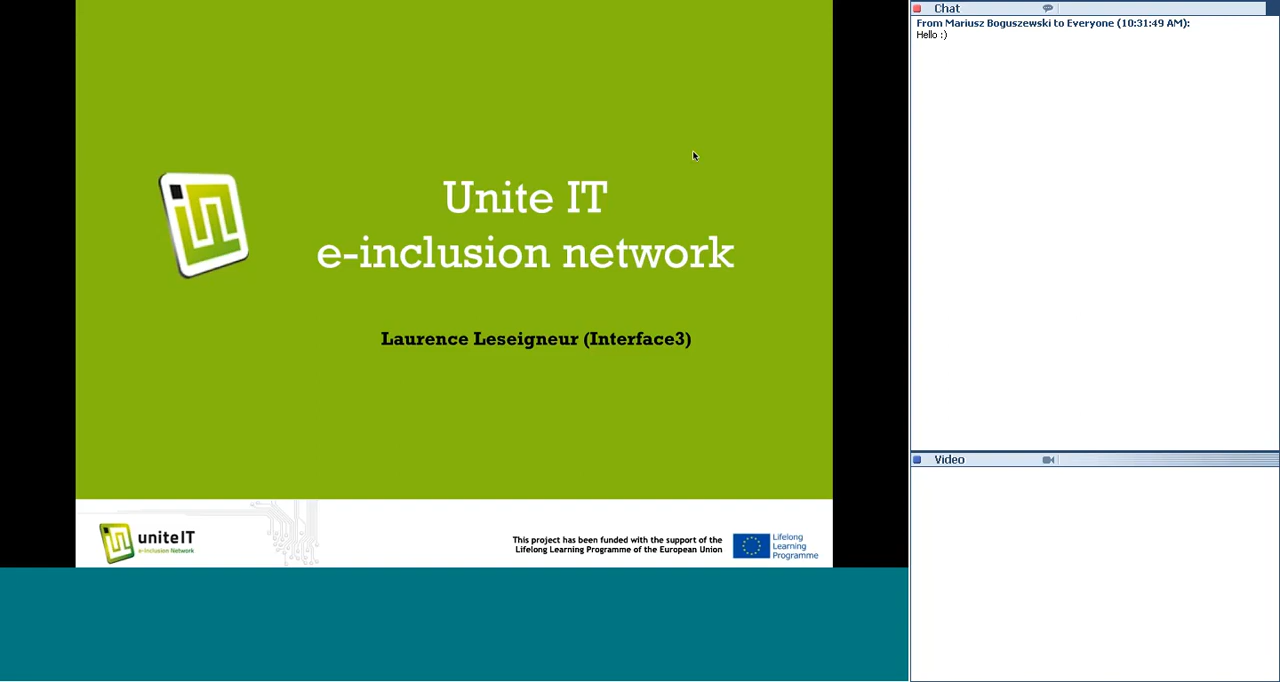 Unite IT
e-inclusion network
Laurence Leseigneur (Interface3)
uniteIT
e-Inclusion Network
This project has been funded with the support of the
Lifelong Learning Programme of the European Union
Lifelong
Learning
Programme
Chat
From Mariusz Boguszewski to Everyone (10:31:49 AM):
Hello :)
Video